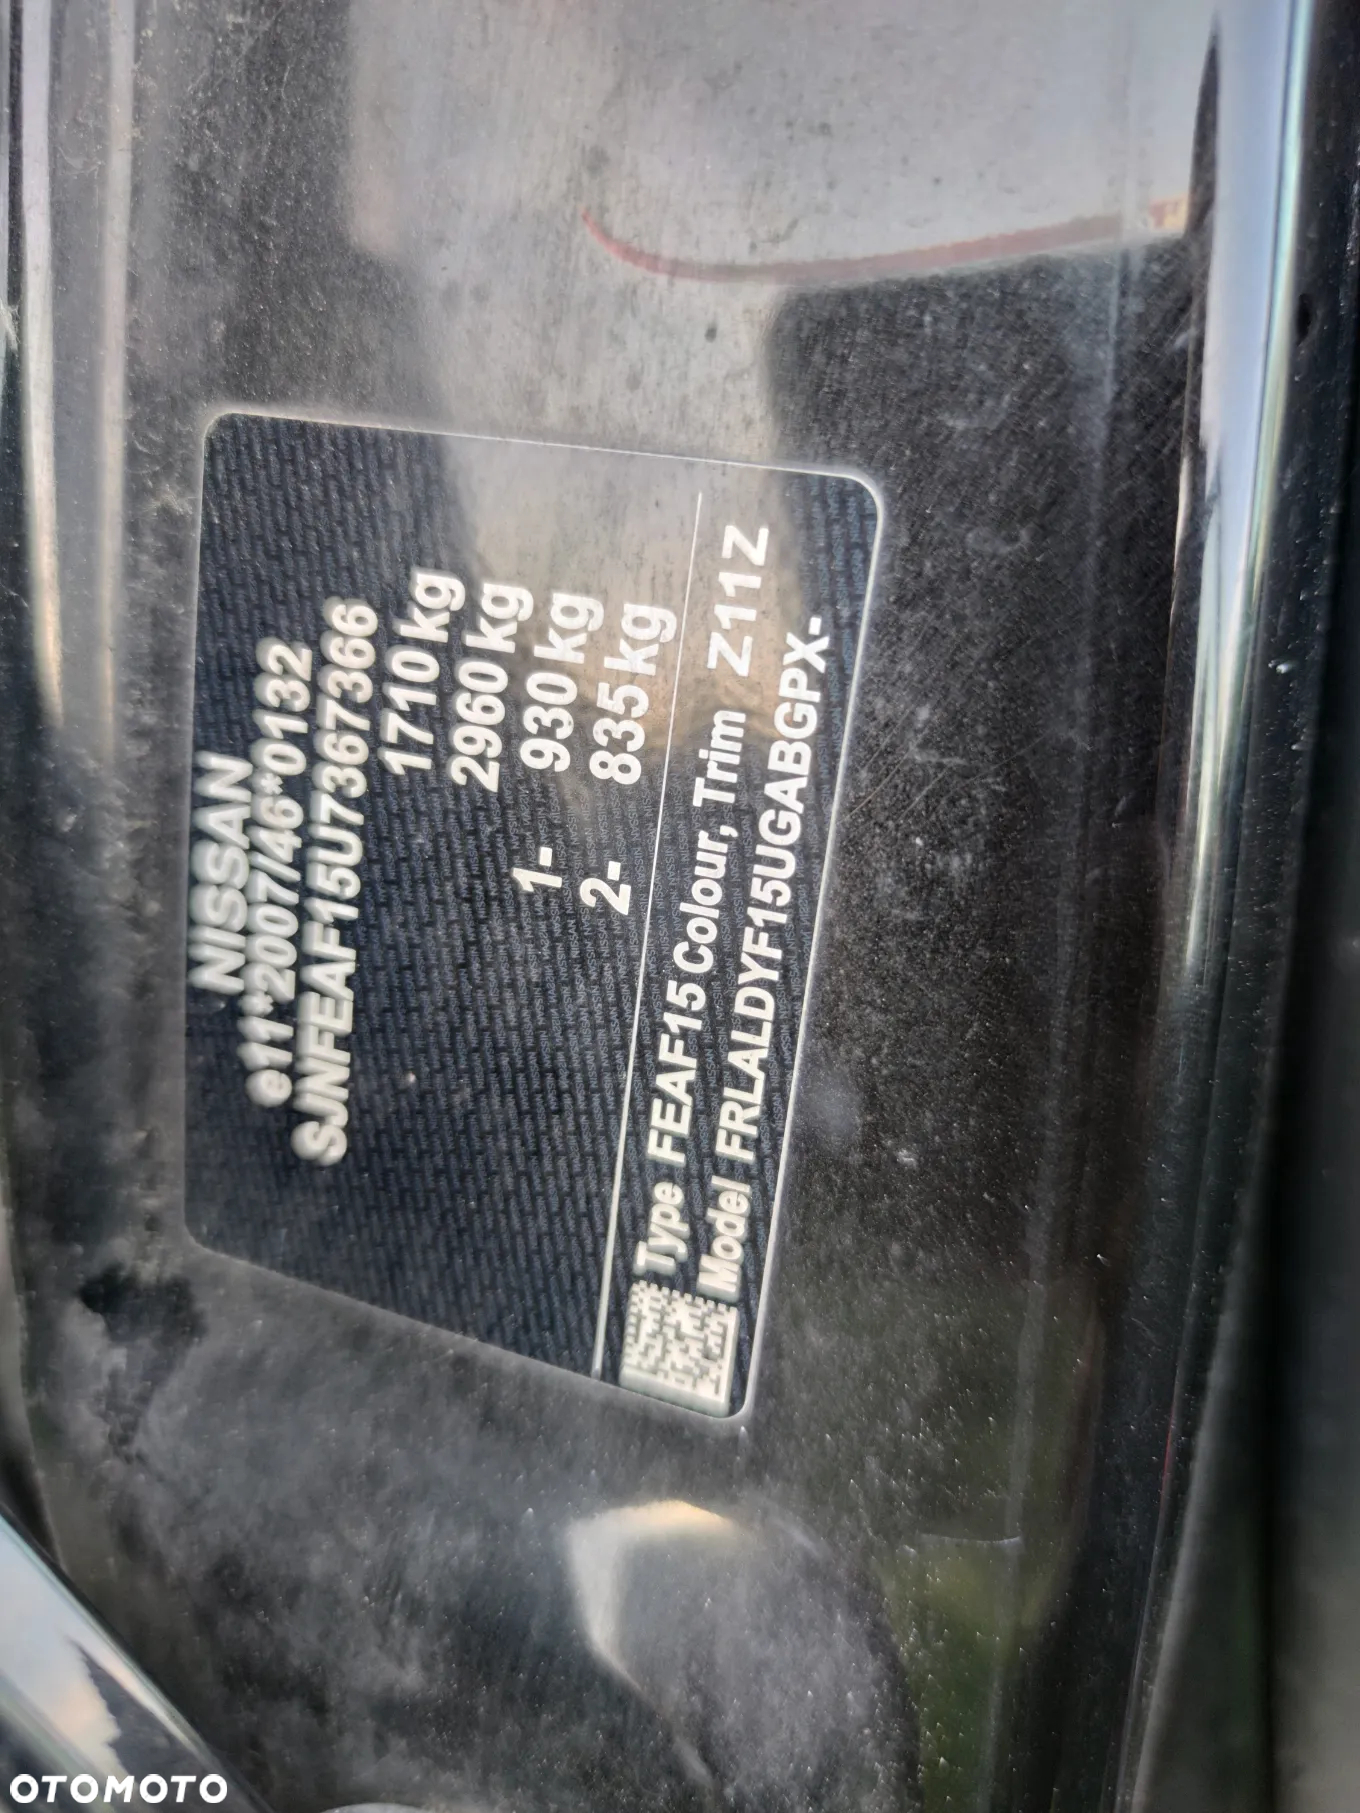 NISSAN
e11*2007/46*0132
SJNFEAF15U7367366
1710 kg
2960 kg
1- 930 kg
2- 835 kg
Type FEAF15 Colour, Trim Z11Z
Model FRLALDYF15UGABGPX-
OTOMOTO